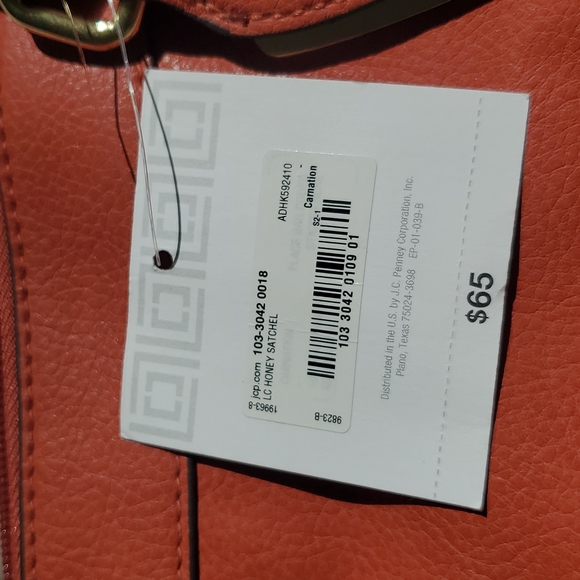 jcp.com 103-3042 0018
LC HONEY SATCHEL
19963-8
9823-B
ADHK592410
Carnation
S2-1
103 3042 0109 01
Distributed in the U.S. by J.C. Penney Corporation, Inc.
Plano, Texas 75024-3698 EP-01-039-B
$65